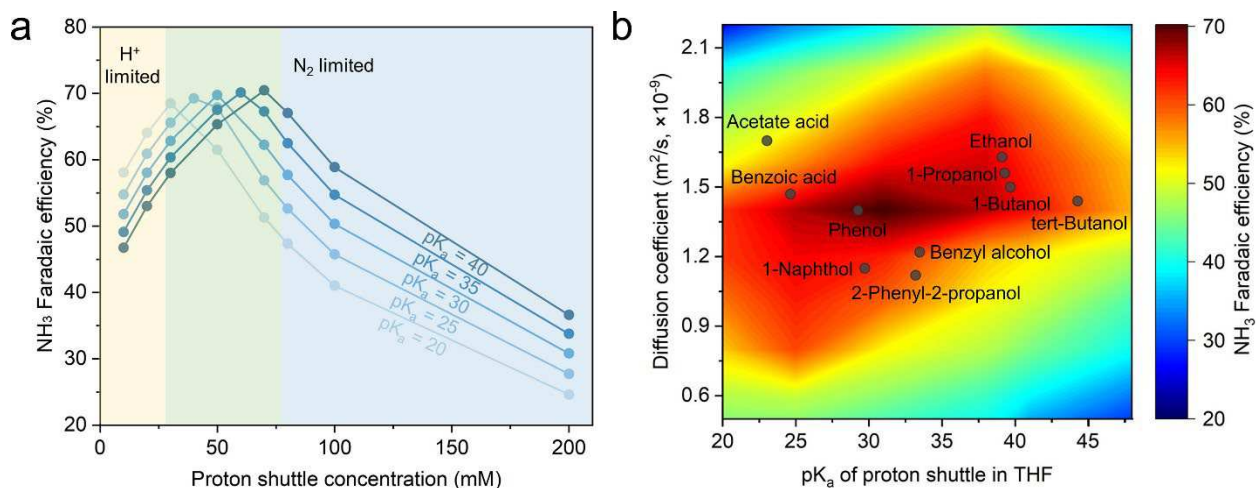 a
80
70
60
50
40
30
20
NH₃ Faradaic efficiency (%)
H⁺
limited
N₂ limited
pKₐ = 40
pKₐ = 35
pKₐ = 30
pKₐ = 25
pKₐ = 20
0
50
100
150
200
Proton shuttle concentration (mM)
b
2.1
1.8
1.5
1.2
0.9
0.6
Diffusion coefficient (m²/s, ×10⁻⁹)
Acetate acid
Benzoic acid
Ethanol
1-Propanol
1-Butanol
Phenol
tert-Butanol
Benzyl alcohol
1-Naphthol
2-Phenyl-2-propanol
20
25
30
35
40
45
pKₐ of proton shuttle in THF
70
60
50
40
30
20
NH₃ Faradaic efficiency (%)